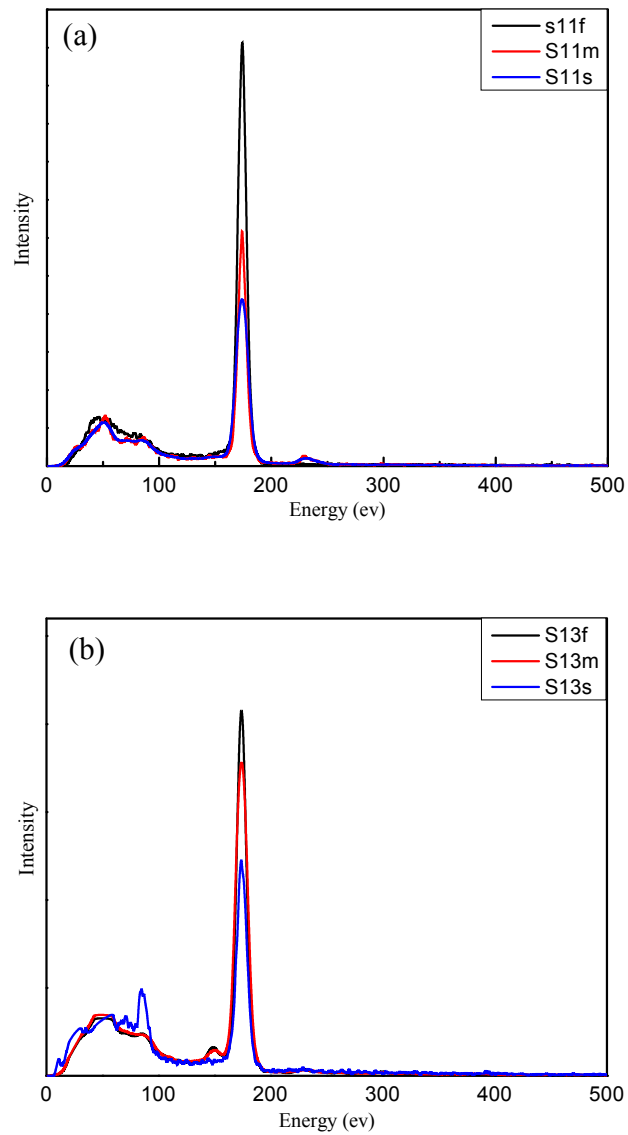 (a)
s11f
S11m
S11s
Intensity
0 100 200 300 400 500
Energy (ev)
(b)
S13f
S13m
S13s
Intensity
0 100 200 300 400 500
Energy (ev)